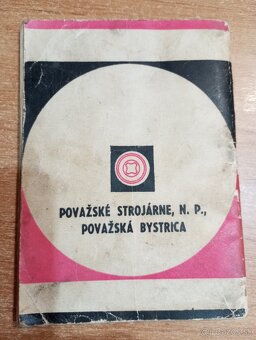 POVAŽSKÉ STROJÁRNE, N. P.,
POVAŽSKÁ BYSTRICA